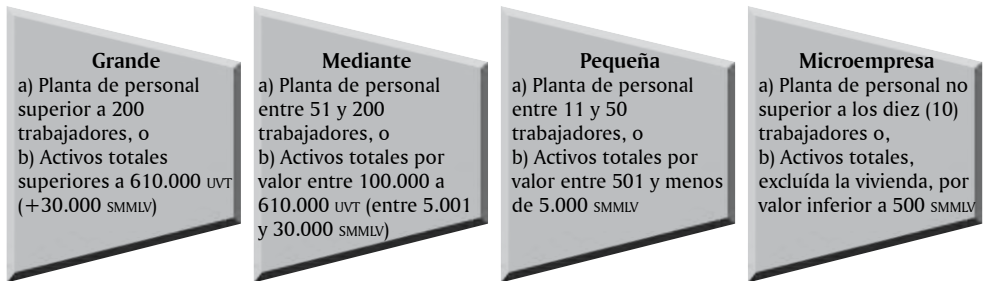 Grande
a) Planta de personal
superior a 200
trabajadores, o
b) Activos totales
superiores a 610.000 UVT
(+30.000 SMMLV)
Mediante
a) Planta de personal
entre 51 y 200
trabajadores, o
b) Activos totales por
valor entre 100.000 a
610.000 UVT (entre 5.001
y 30.000 SMMLV)
Pequeña
a) Planta de personal
entre 11 y 50
trabajadores, o
b) Activos totales por
valor entre 501 y menos
de 5.000 SMMLV
Microempresa
a) Planta de personal no
superior a los diez (10)
trabajadores o,
b) Activos totales,
excluída la vivienda, por
valor inferior a 500 SMMLV